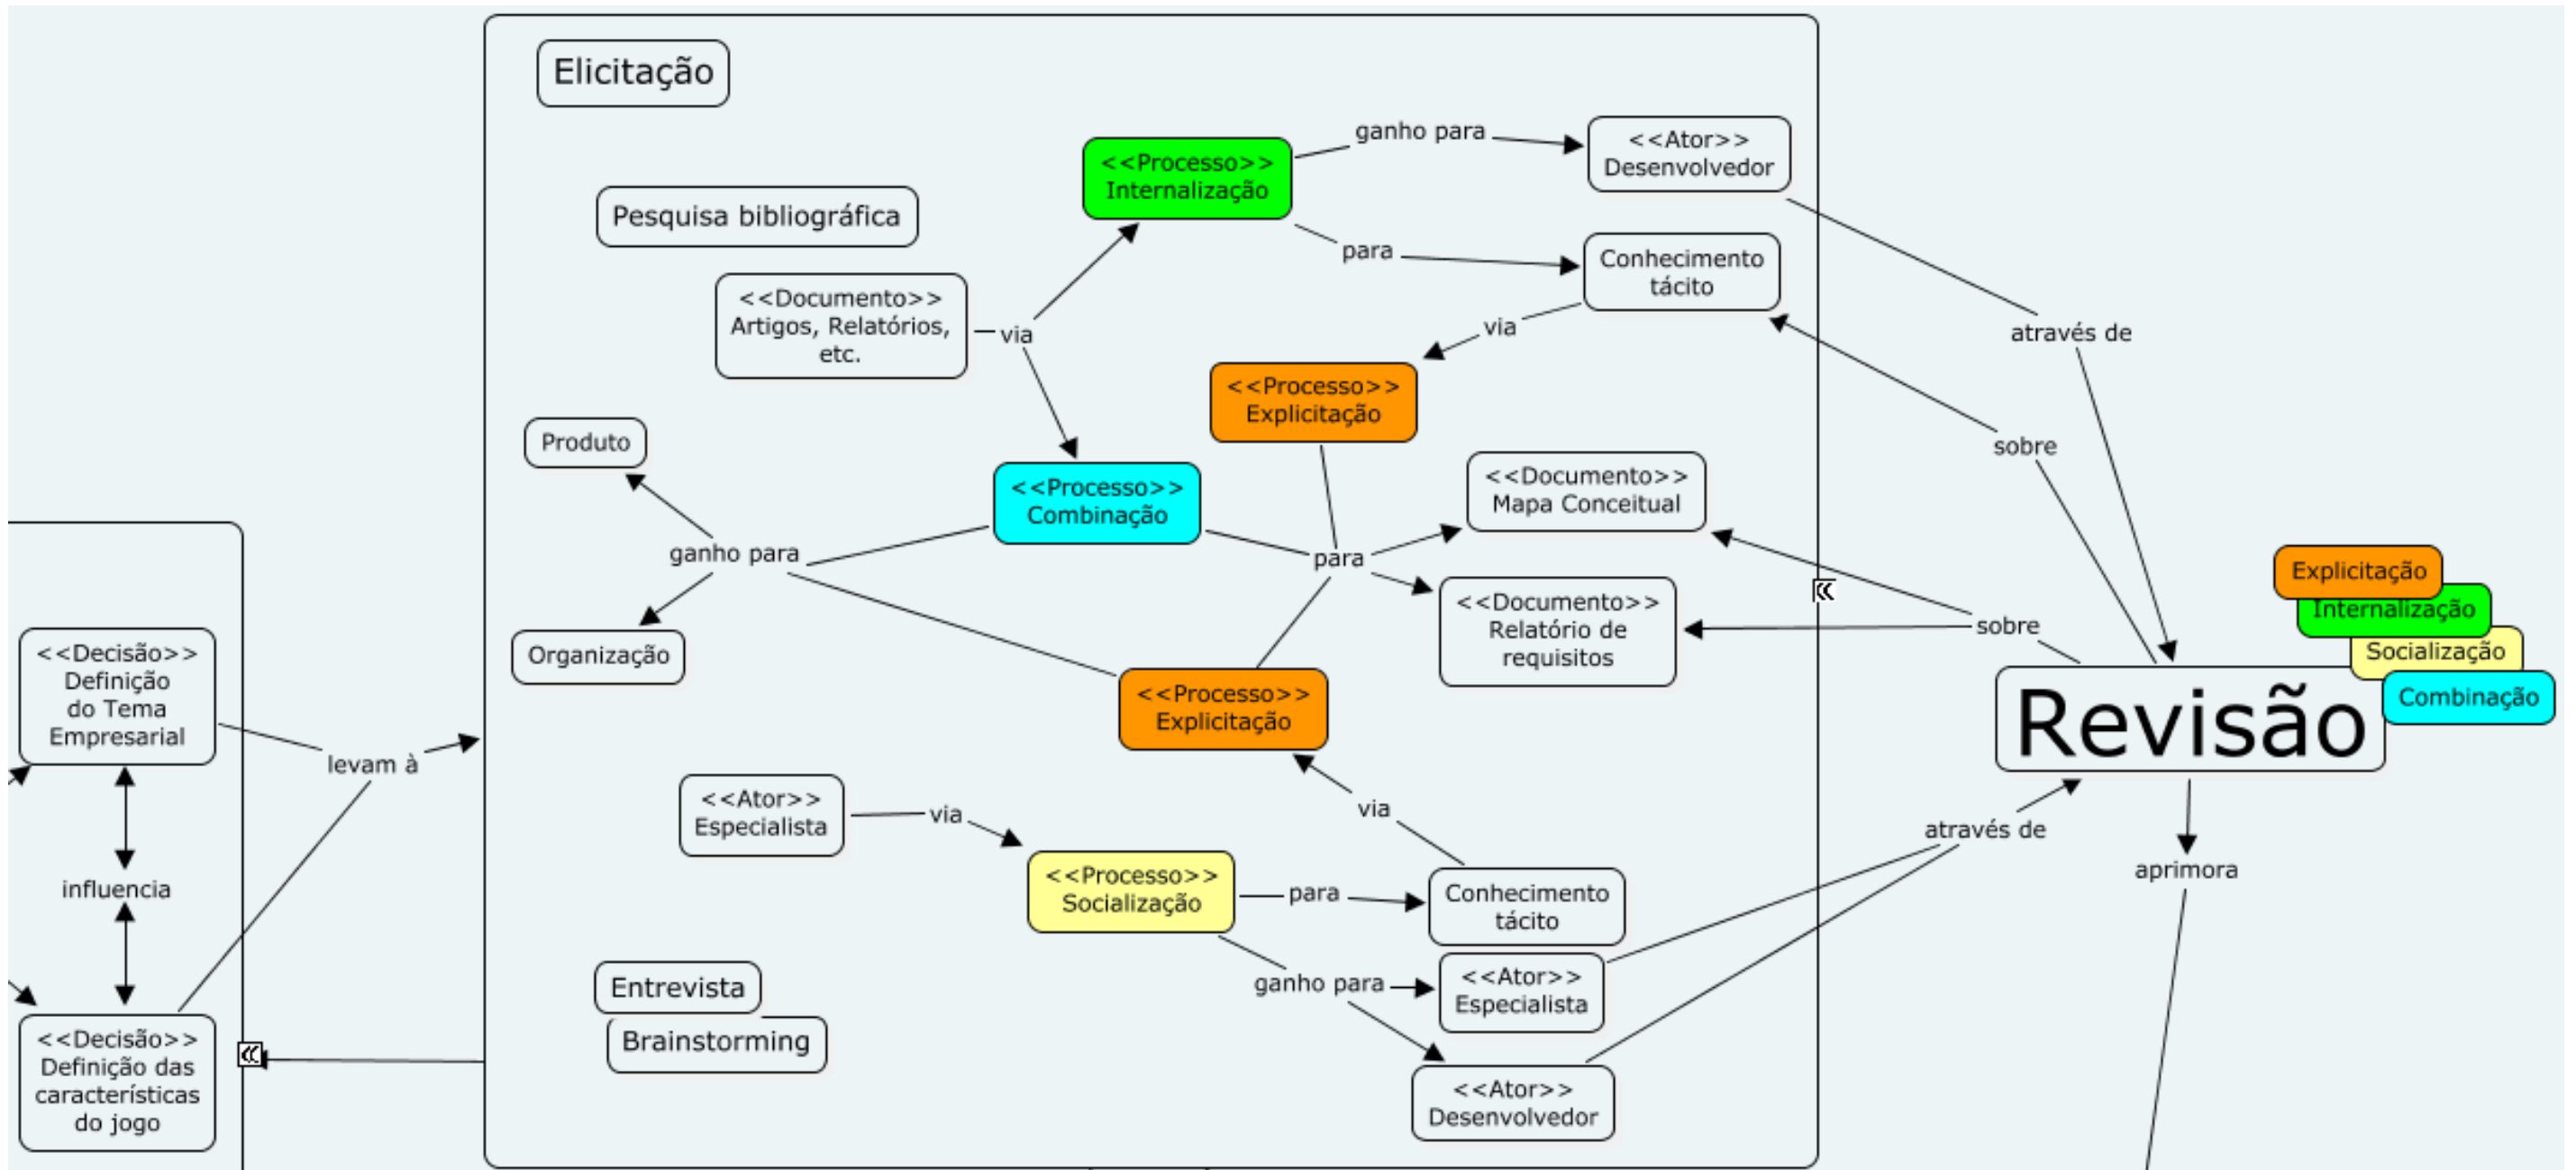 Elicitação
<<Processo>>
Internalização
ganho para
<<Ator>>
Desenvolvedor
Pesquisa bibliográfica
para
Conhecimento
tácito
<<Documento>>
Artigos, Relatórios,
etc.
via
via
através de
<<Processo>>
Explicitação
Produto
<<Processo>>
Combinação
<<Documento>>
Mapa Conceitual
sobre
ganho para
para
<<Documento>>
Relatório de
requisitos
sobre
Explicitação
Internalização
Socialização
Combinação
Revisão
Organização
<<Processo>>
Explicitação
<<Decisão>>
Definição
do Tema
Empresarial
levam à
<<Ator>>
Especialista
via
via
através de
aprimora
influencia
<<Processo>>
Socialização
para
Conhecimento
tácito
ganho para
<<Ator>>
Especialista
Entrevista
Brainstorming
<<Decisão>>
Definição das
características
do jogo
<<Ator>>
Desenvolvedor